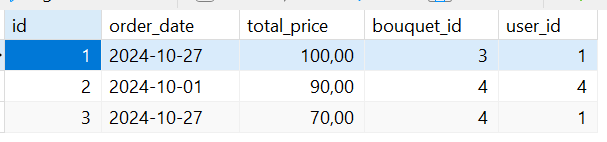 id order_date total_price bouquet_id user_id
1 2024-10-27 100,00 3 1
2 2024-10-01 90,00 4 4
3 2024-10-27 70,00 4 1